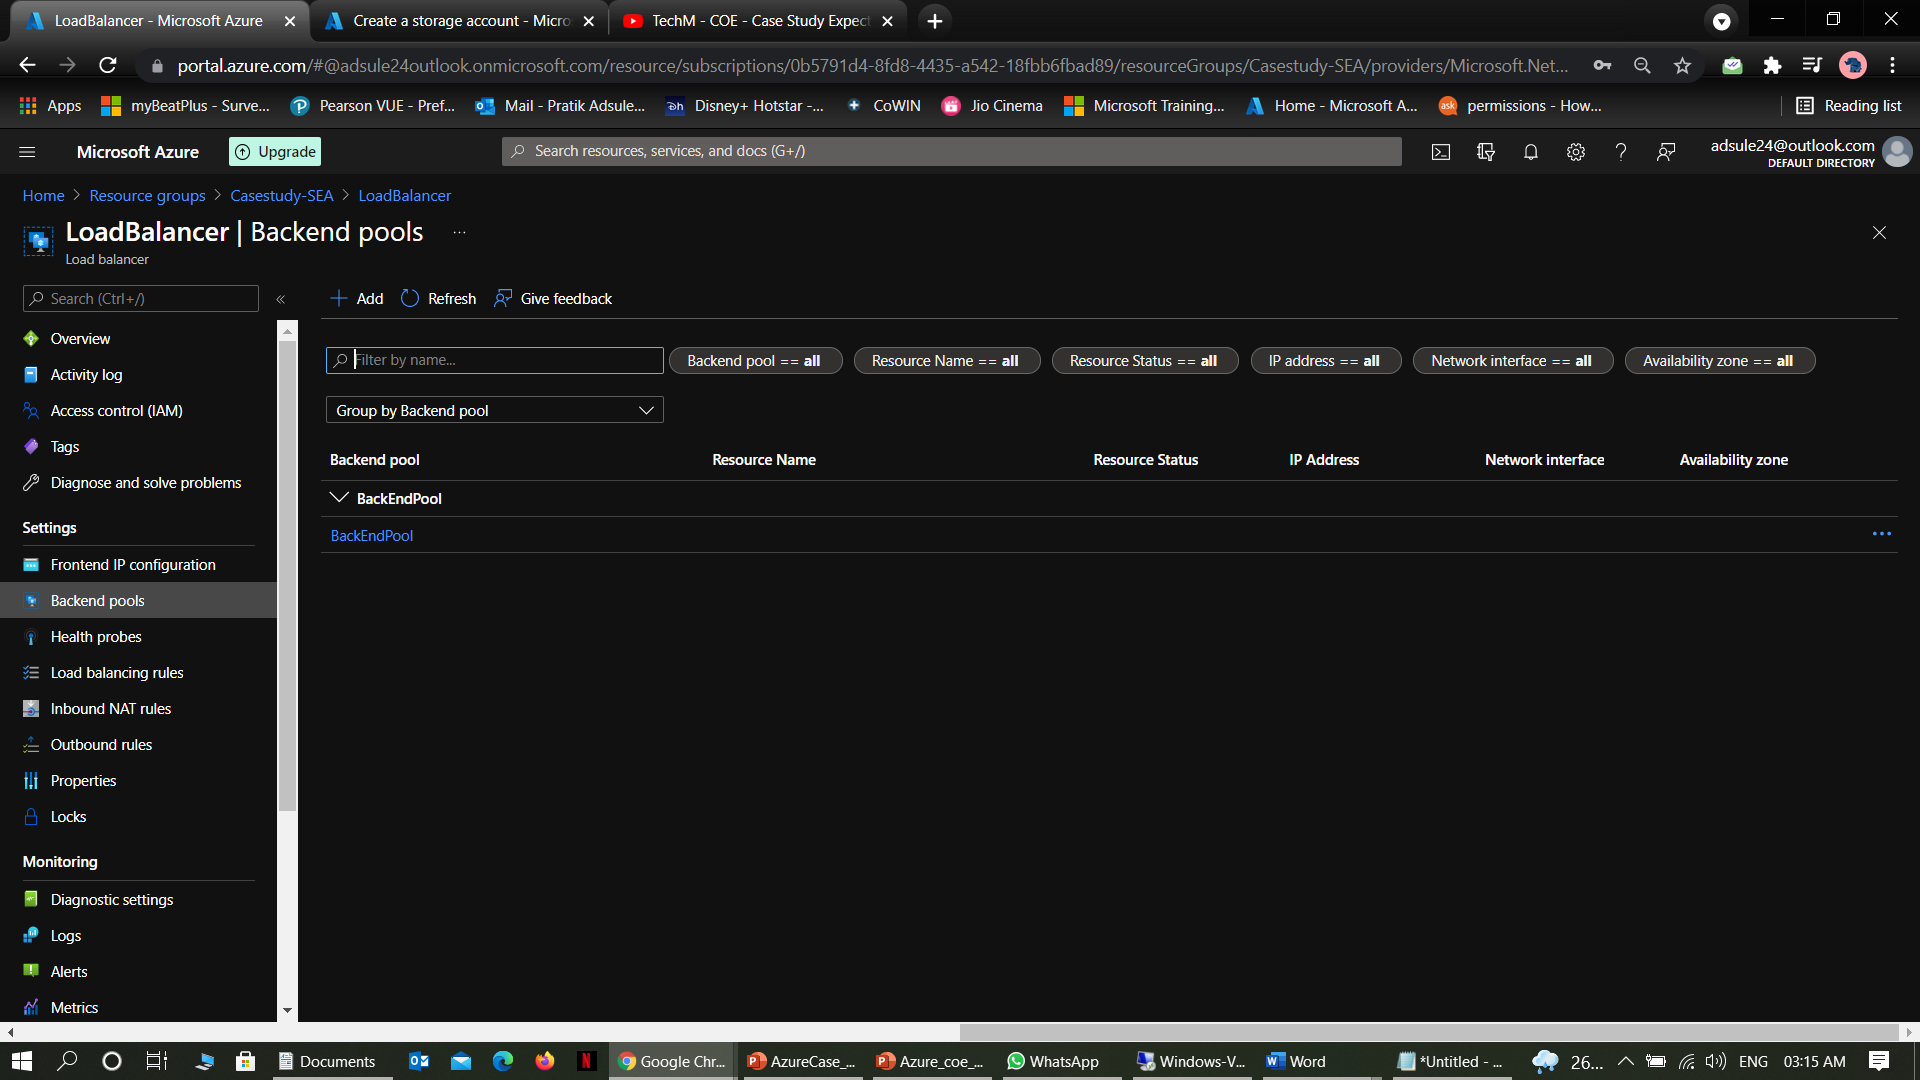 LoadBalancer - Microsoft Azure
Create a storage account - Micro
TechM - COE - Case Study Expect
portal.azure.com/#@adsule24outlook.onmicrosoft.com/resource/subscriptions/0b5791d4-8fd8-4435-a542-18fbb6fbad89/resourceGroups/Casestudy-SEA/providers/Microsoft.Net...
Apps
myBeatPlus - Surve...
Pearson VUE - Pref...
Mail - Pratik Adsule...
Disney+ Hotstar -...
CoWIN
Jio Cinema
Microsoft Training...
Home - Microsoft A...
ask
permissions - How...
Reading list
Microsoft Azure
Upgrade
Search resources, services, and docs (G+/)
adsule24@outlook.com
DEFAULT DIRECTORY
Home > Resource groups > Casestudy-SEA > LoadBalancer
LoadBalancer | Backend pools ...
Load balancer
Search (Ctrl+/)
«
Add
Refresh
Give feedback
Overview
Activity log
Access control (IAM)
Tags
Diagnose and solve problems
Settings
Frontend IP configuration
Backend pools
Health probes
Load balancing rules
Inbound NAT rules
Outbound rules
Properties
Locks
Monitoring
Diagnostic settings
Logs
Alerts
Metrics
Filter by name...
Backend pool == all
Resource Name == all
Resource Status == all
IP address == all
Network interface == all
Availability zone == all
Group by Backend pool
Backend pool
Resource Name
Resource Status
IP Address
Network interface
Availability zone
BackEndPool
BackEndPool
...
Documents
Google Chr...
AzureCase_...
Azure_coe_...
WhatsApp
Windows-V...
Word
*Untitled - ...
26...
ENG
03:15 AM